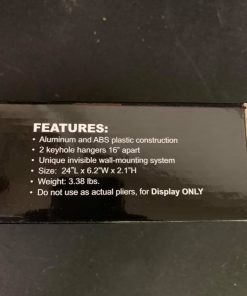 FEATURES:
• Aluminum and ABS plastic construction
• 2 keyhole hangers 16" apart
• Unique invisible wall-mounting system
• Size: 24"L x 6.2"W x 2.1"H
• Weight: 3.38 lbs.
• Do not use as actual pliers, for Display ONLY